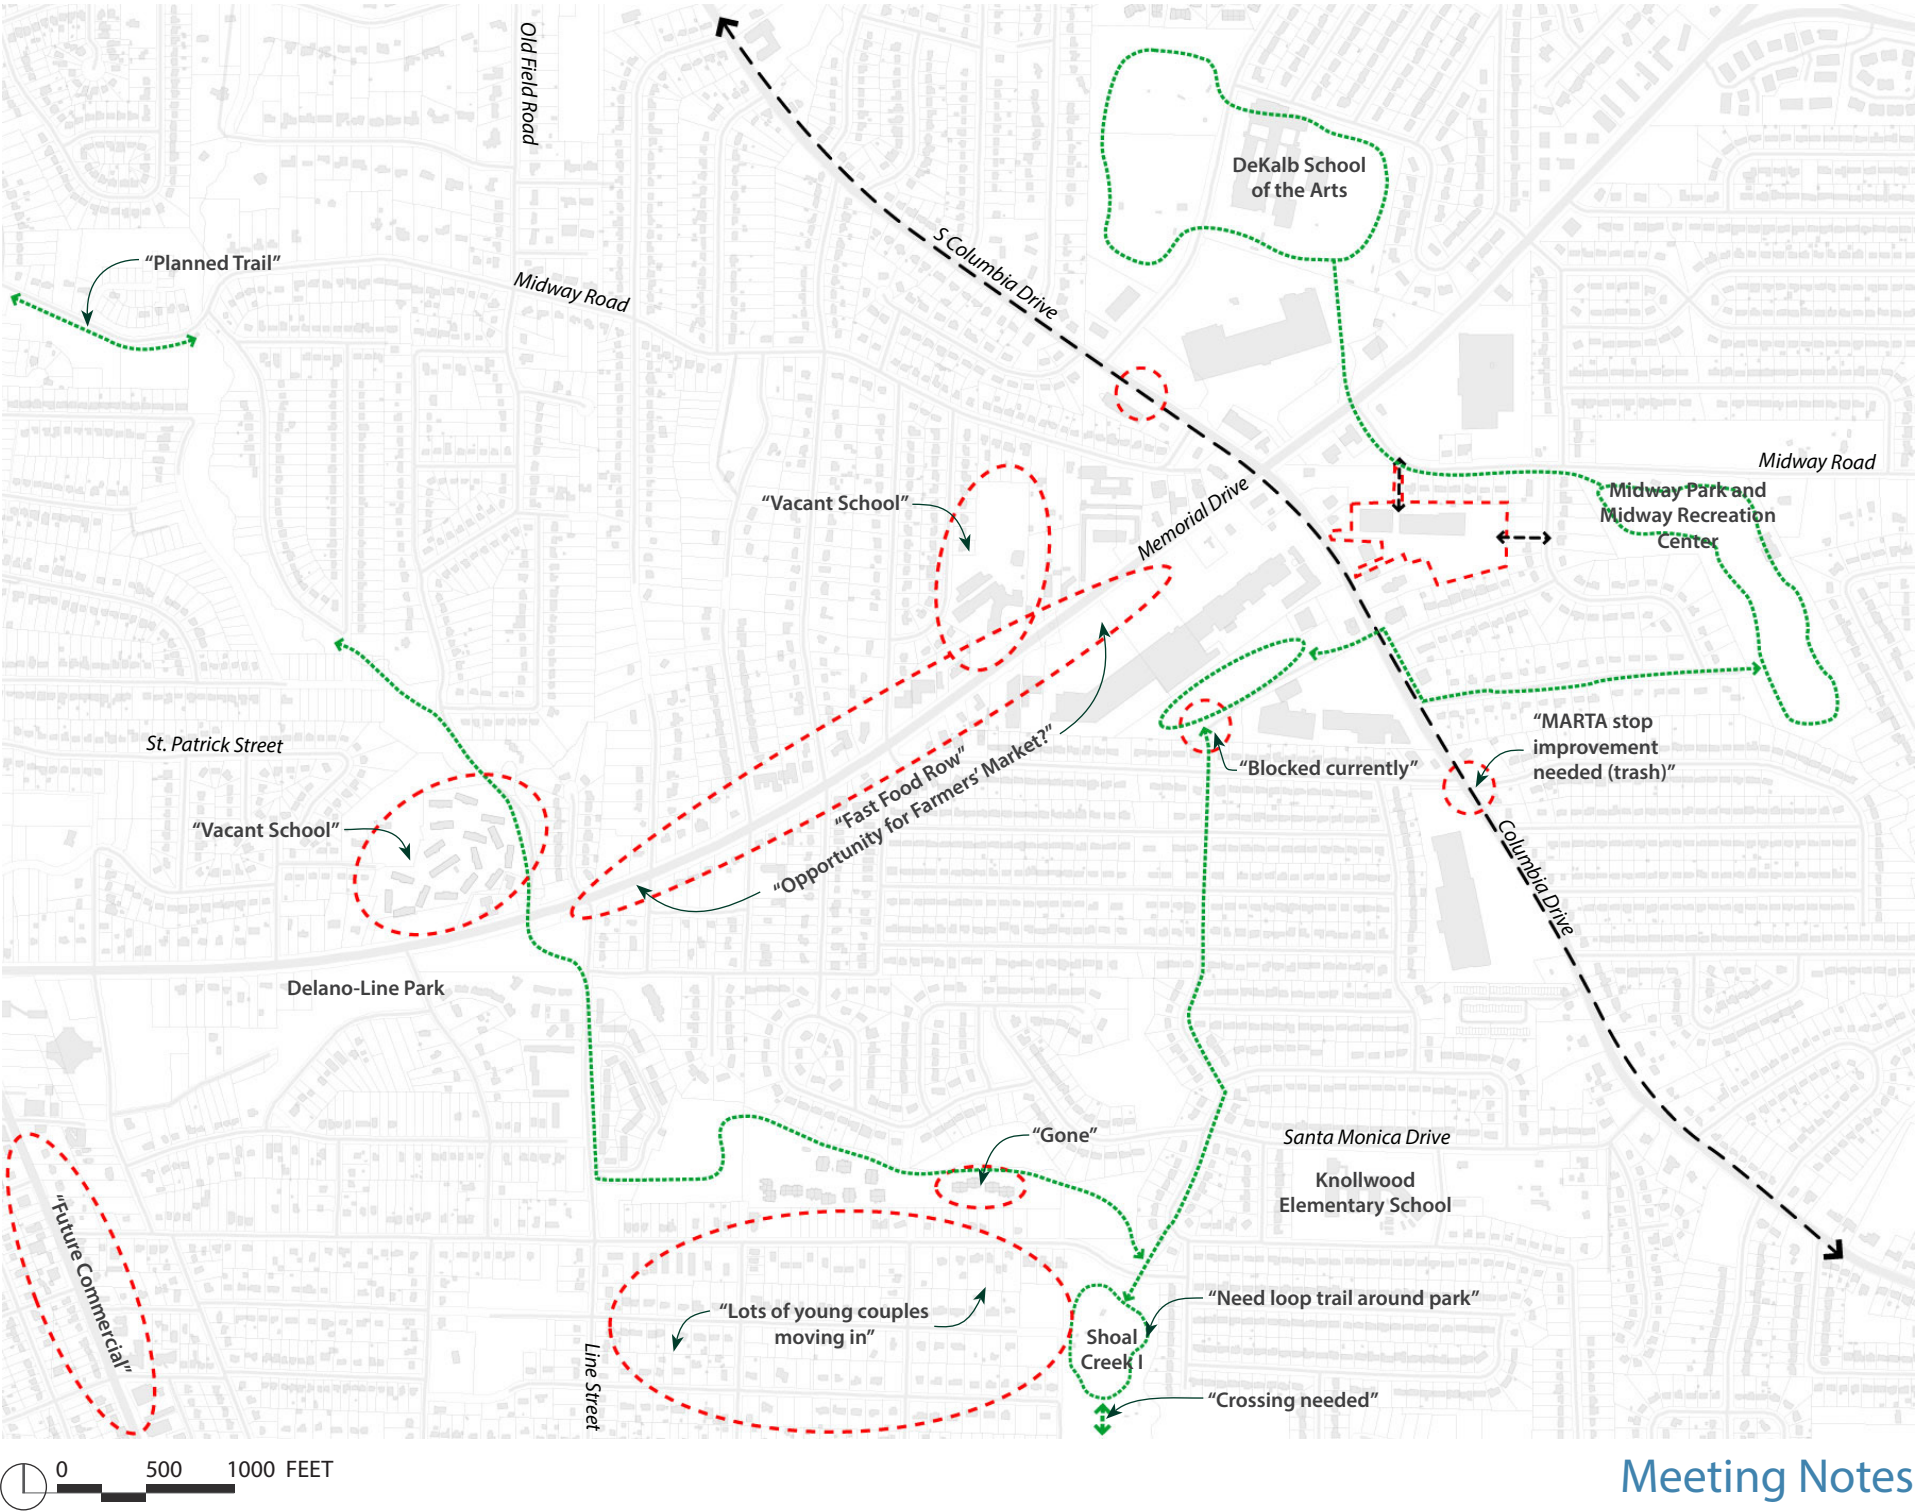 Old Field Road
DeKalb School
of the Arts
S Columbia Drive
“Planned Trail”
Midway Road
Midway Road
Midway Park and
Midway Recreation
Center
“Vacant School”
Memorial Drive
“MARTA stop
improvement
needed (trash)”
St. Patrick Street
“Blocked currently”
“Fast Food Row”
“Opportunity for Farmers’ Market?”
“Vacant School”
Columbia Drive
Delano-Line Park
“Gone”
Santa Monica Drive
Knollwood
Elementary School
“Future Commercial”
“Lots of young couples
moving in”
“Need loop trail around park”
Shoal
Creek I
Line Street
“Crossing needed”
0 500 1000 FEET
Meeting Notes